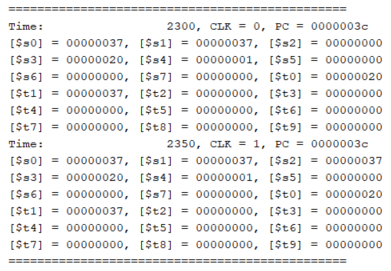 ===============================================
Time: 2300, CLK = 0, PC = 0000003c
[$s0] = 00000037, [$s1] = 00000037, [$s2] = 00000000
[$s3] = 00000020, [$s4] = 00000001, [$s5] = 00000000
[$s6] = 00000000, [$s7] = 00000000, [$t0] = 00000020
[$t1] = 00000037, [$t2] = 00000000, [$t3] = 00000000
[$t4] = 00000000, [$t5] = 00000000, [$t6] = 00000000
[$t7] = 00000000, [$t8] = 00000000, [$t9] = 00000000
Time: 2350, CLK = 1, PC = 0000003c
[$s0] = 00000037, [$s1] = 00000037, [$s2] = 00000037
[$s3] = 00000020, [$s4] = 00000001, [$s5] = 00000000
[$s6] = 00000000, [$s7] = 00000000, [$t0] = 00000020
[$t1] = 00000037, [$t2] = 00000000, [$t3] = 00000000
[$t4] = 00000000, [$t5] = 00000000, [$t6] = 00000000
[$t7] = 00000000, [$t8] = 00000000, [$t9] = 00000000
===============================================